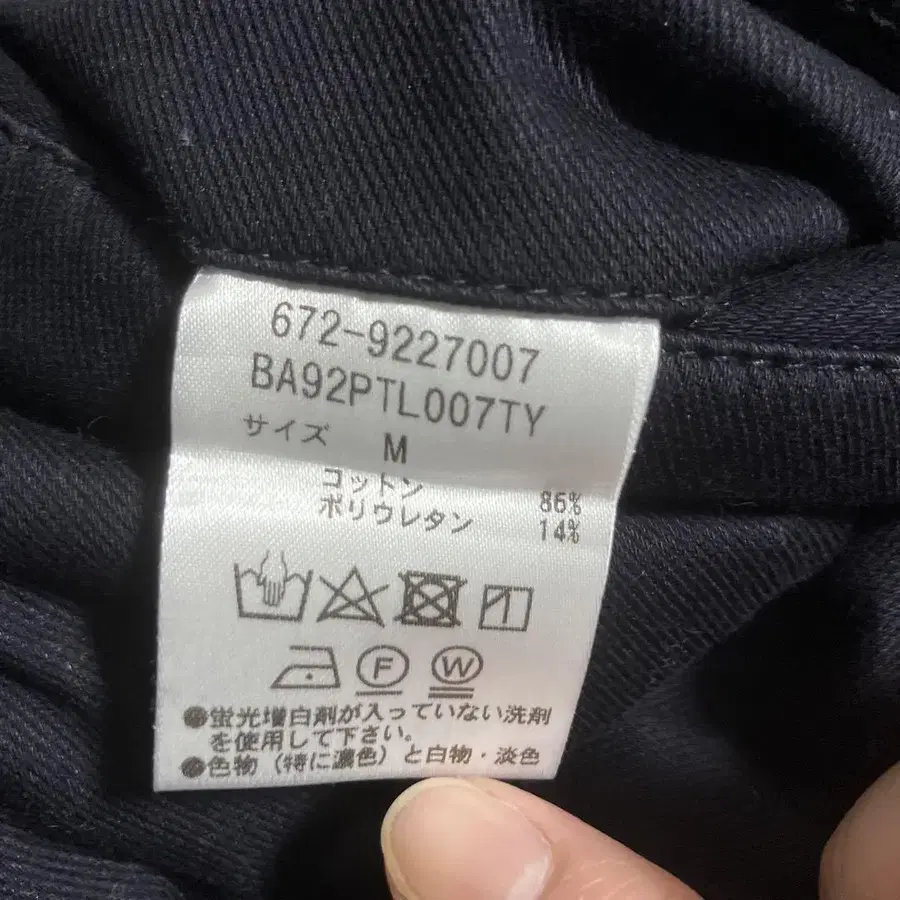 672-9227007
BA92PTL007TY
サイズ M
コットン 86%
ポリウレタン 14%
F W
●蛍光増白剤が入っていない洗剤
を使用して下さい。
●色物(特に濃色)と白物・淡色